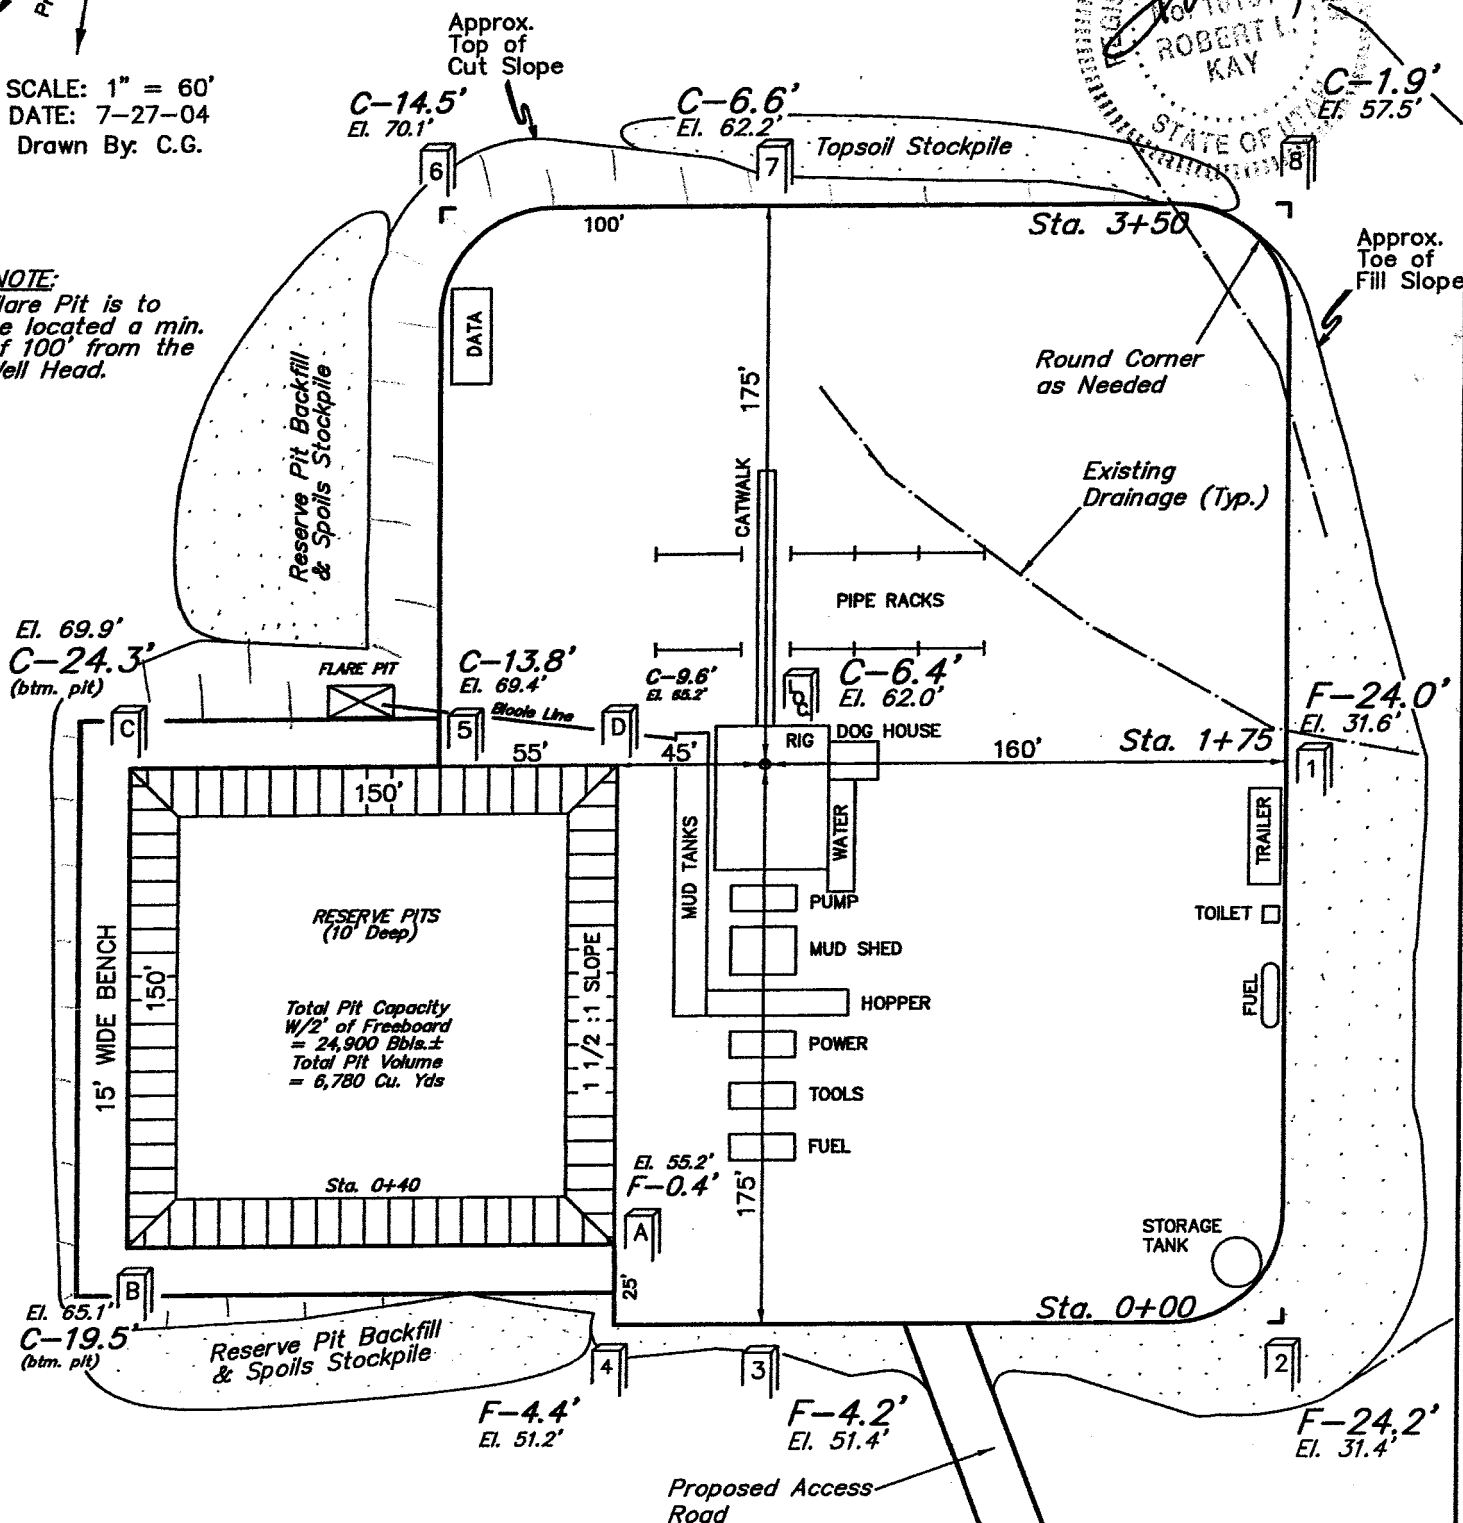 Approx.
Top of
Cut Slope
SCALE: 1" = 60'
DATE: 7-27-04
Drawn By: C.G.
ROBERT L.
KAY
STATE OF UTAH
C-14.5'
El. 70.1'
C-6.6'
El. 62.2'
C-1.9'
El. 57.5'
6
7
8
Topsoil Stockpile
100'
Sta. 3+50
Approx.
Toe of
Fill Slope
NOTE:
Flare Pit is to
be located a min.
of 100' from the
Well Head.
DATA
Round Corner
as Needed
175'
Reserve Pit Backfill
& Spoils Stockpile
CATWALK
Existing
Drainage (Typ.)
PIPE RACKS
El. 69.9'
C-24.3'
(btm. pit)
FLARE PIT
C-13.8'
El. 69.4'
C-9.6'
El. 65.2'
LOC
C-6.4'
El. 62.0'
F-24.0'
El. 31.6'
C
5
Blooie Line
D
RIG
DOG HOUSE
55'
45'
160'
Sta. 1+75
1
150'
MUD TANKS
WATER
TRAILER
TOILET
FUEL
PUMP
MUD SHED
HOPPER
POWER
TOOLS
FUEL
RESERVE PITS
(10' Deep)
15' WIDE BENCH
150'
1 1/2 :1 SLOPE
Total Pit Capacity
W/2' of Freeboard
= 24,900 Bbls.±
Total Pit Volume
= 6,780 Cu. Yds
Sta. 0+40
El. 55.2'
F-0.4'
A
175'
STORAGE
TANK
25'
Sta. 0+00
B
El. 65.1'
C-19.5'
(btm. pit)
Reserve Pit Backfill
& Spoils Stockpile
4
3
2
F-4.4'
El. 51.2'
F-4.2'
El. 51.4'
F-24.2'
El. 31.4'
Proposed Access
Road